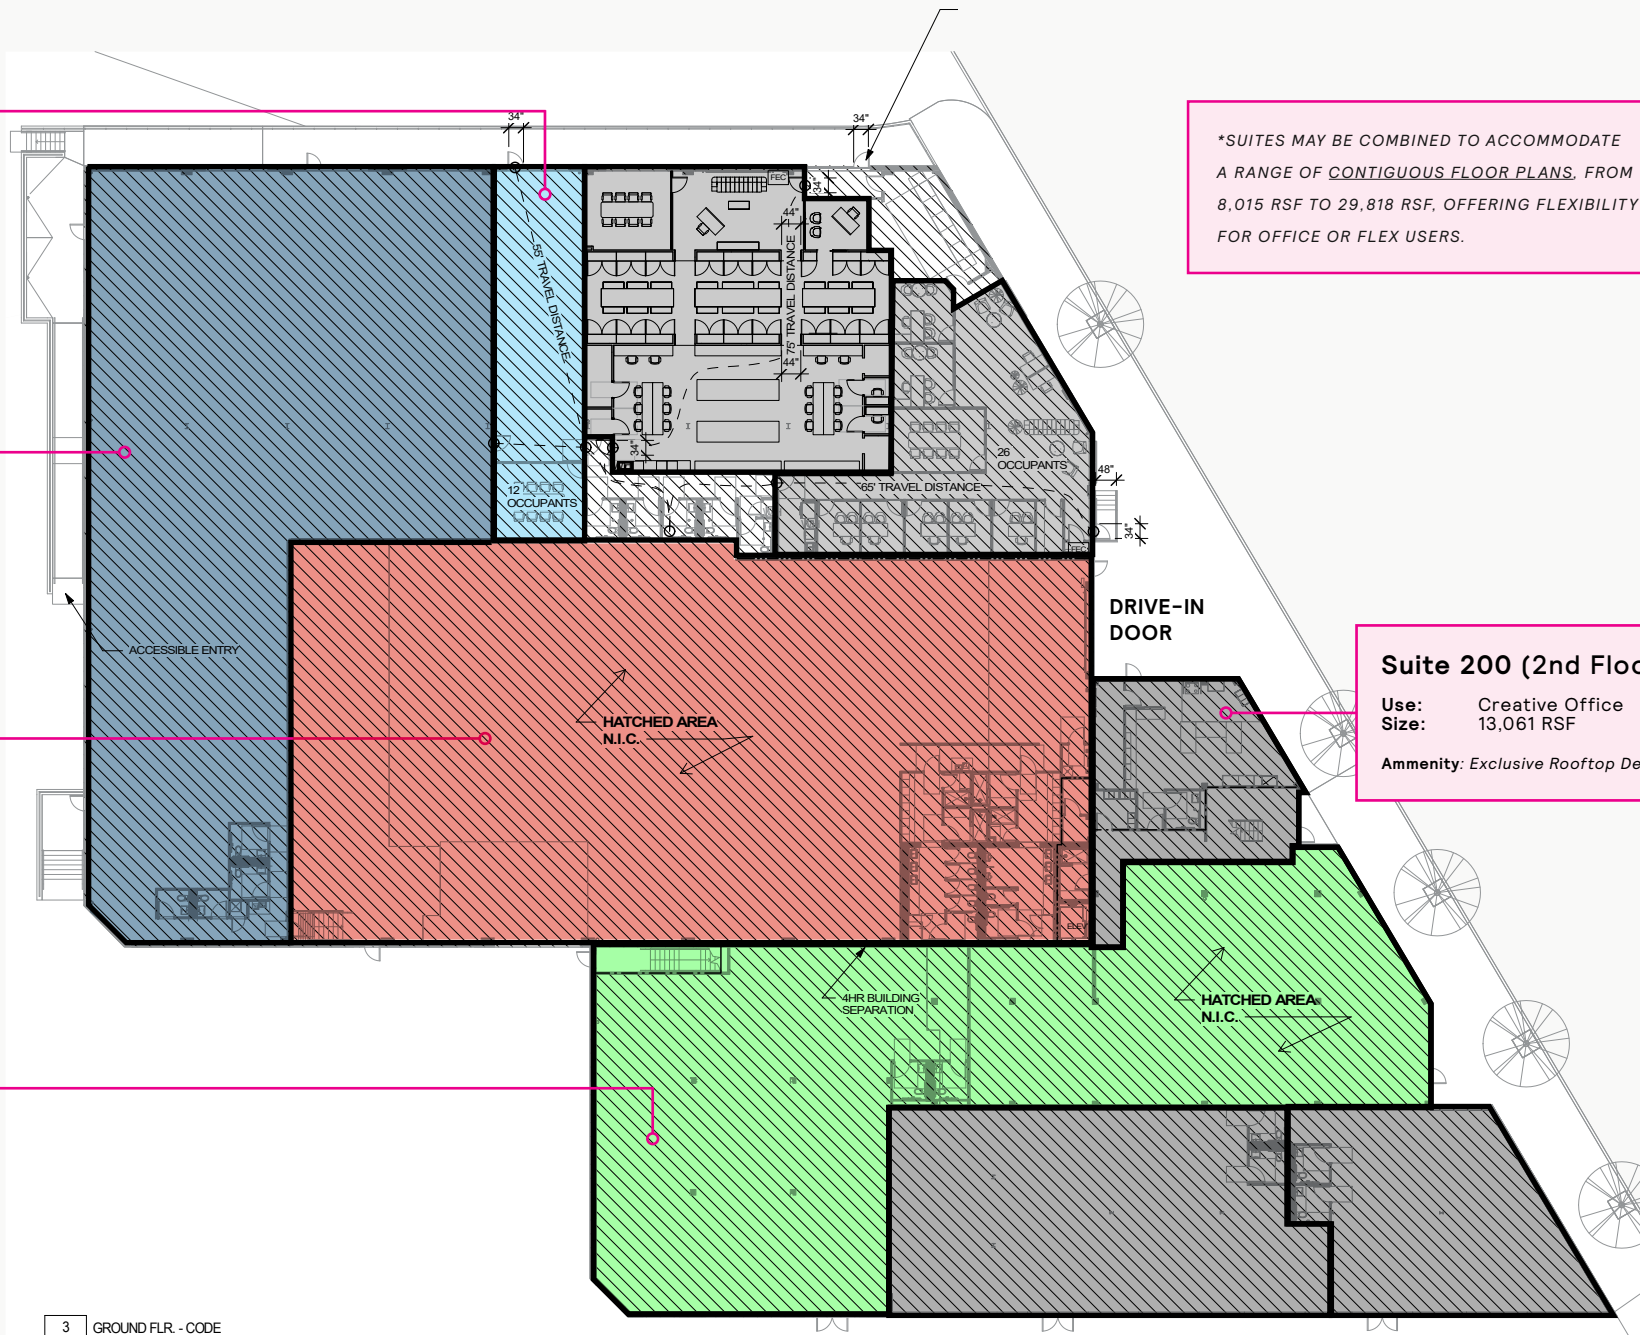 34"
34"
*SUITES MAY BE COMBINED TO ACCOMMODATE
A RANGE OF CONTIGUOUS FLOOR PLANS, FROM
8,015 RSF TO 29,818 RSF, OFFERING FLEXIBILITY
FOR OFFICE OR FLEX USERS.
FEC
34"
44"
55' TRAVEL DISTANCE
75' TRAVEL DISTANCE
44"
34"
26
OCCUPANTS
12
OCCUPANTS
65' TRAVEL DISTANCE
48"
34"
FEC
DRIVE-IN
DOOR
ACCESSIBLE ENTRY
Suite 200 (2nd Floo
Use: Creative Office
Size: 13,061 RSF
Ammenity: Exclusive Rooftop De
HATCHED AREA
N.I.C.
ELEV
4HR BUILDING
SEPARATION
HATCHED AREA
N.I.C.
3 GROUND FLR. - CODE